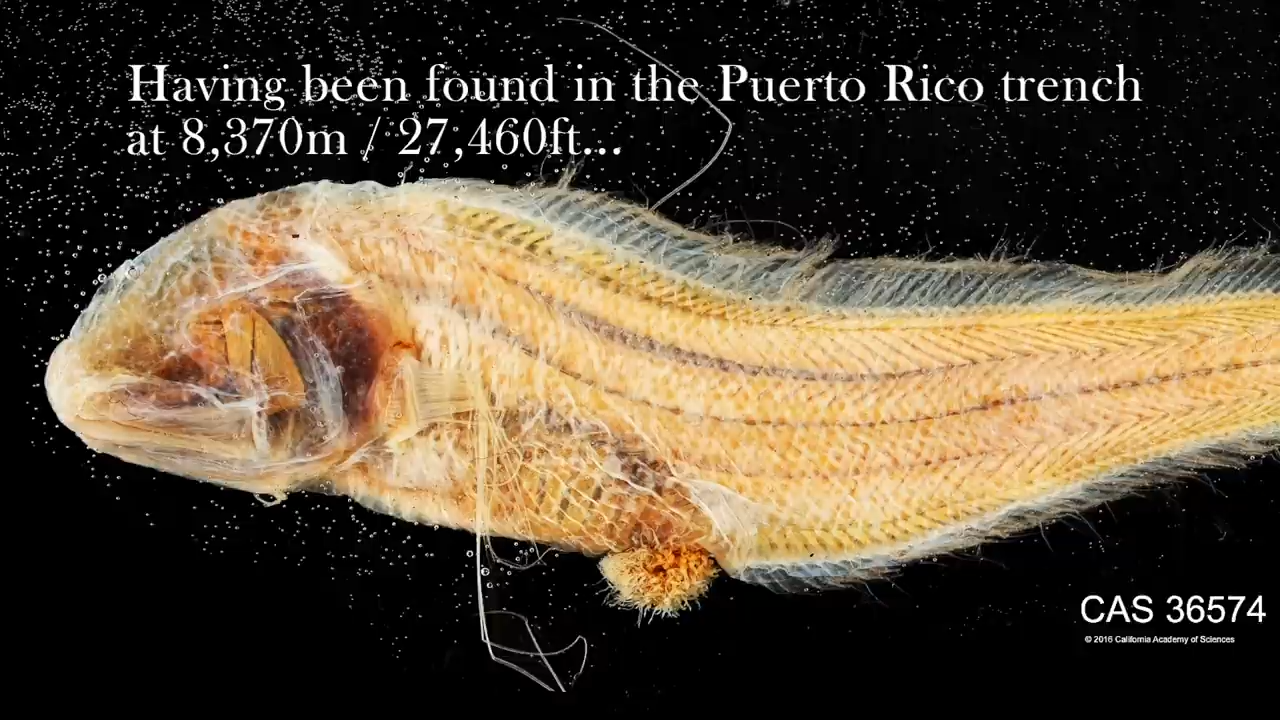 Having been found in the Puerto Rico trench
at 8,370m / 27,460ft...
CAS 36574
© 2016 California Academy of Sciences